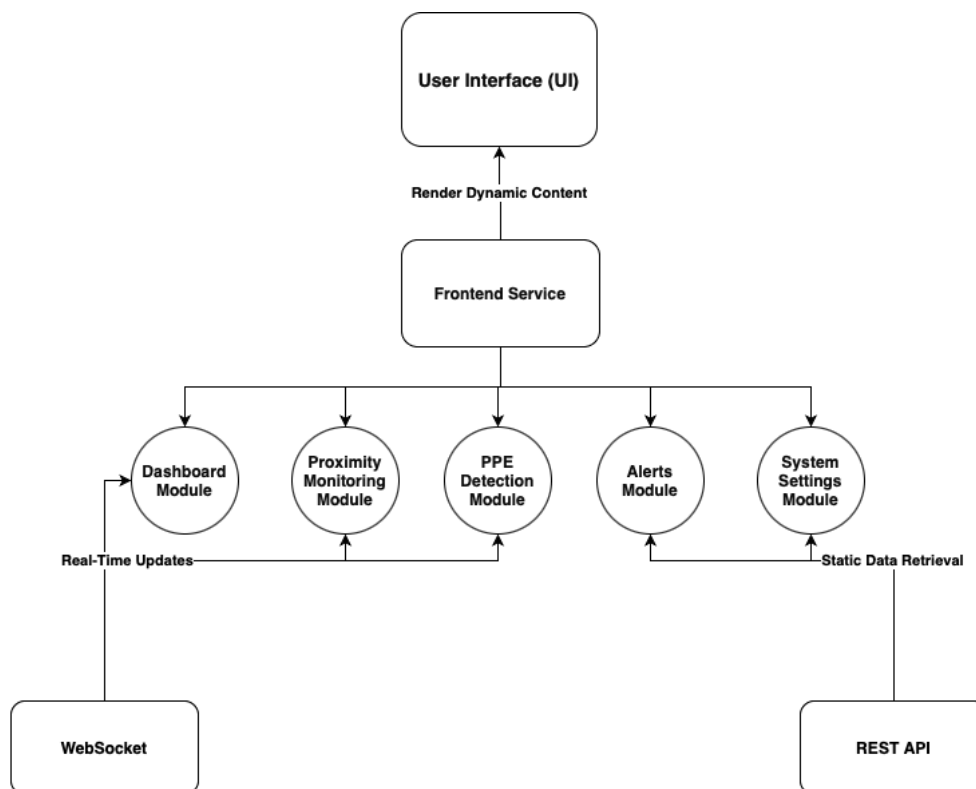 User Interface (UI)
Render Dynamic Content
Frontend Service
Dashboard
Module
Proximity
Monitoring
Module
PPE
Detection
Module
Alerts
Module
System
Settings
Module
Real-Time Updates
Static Data Retrieval
WebSocket
REST API